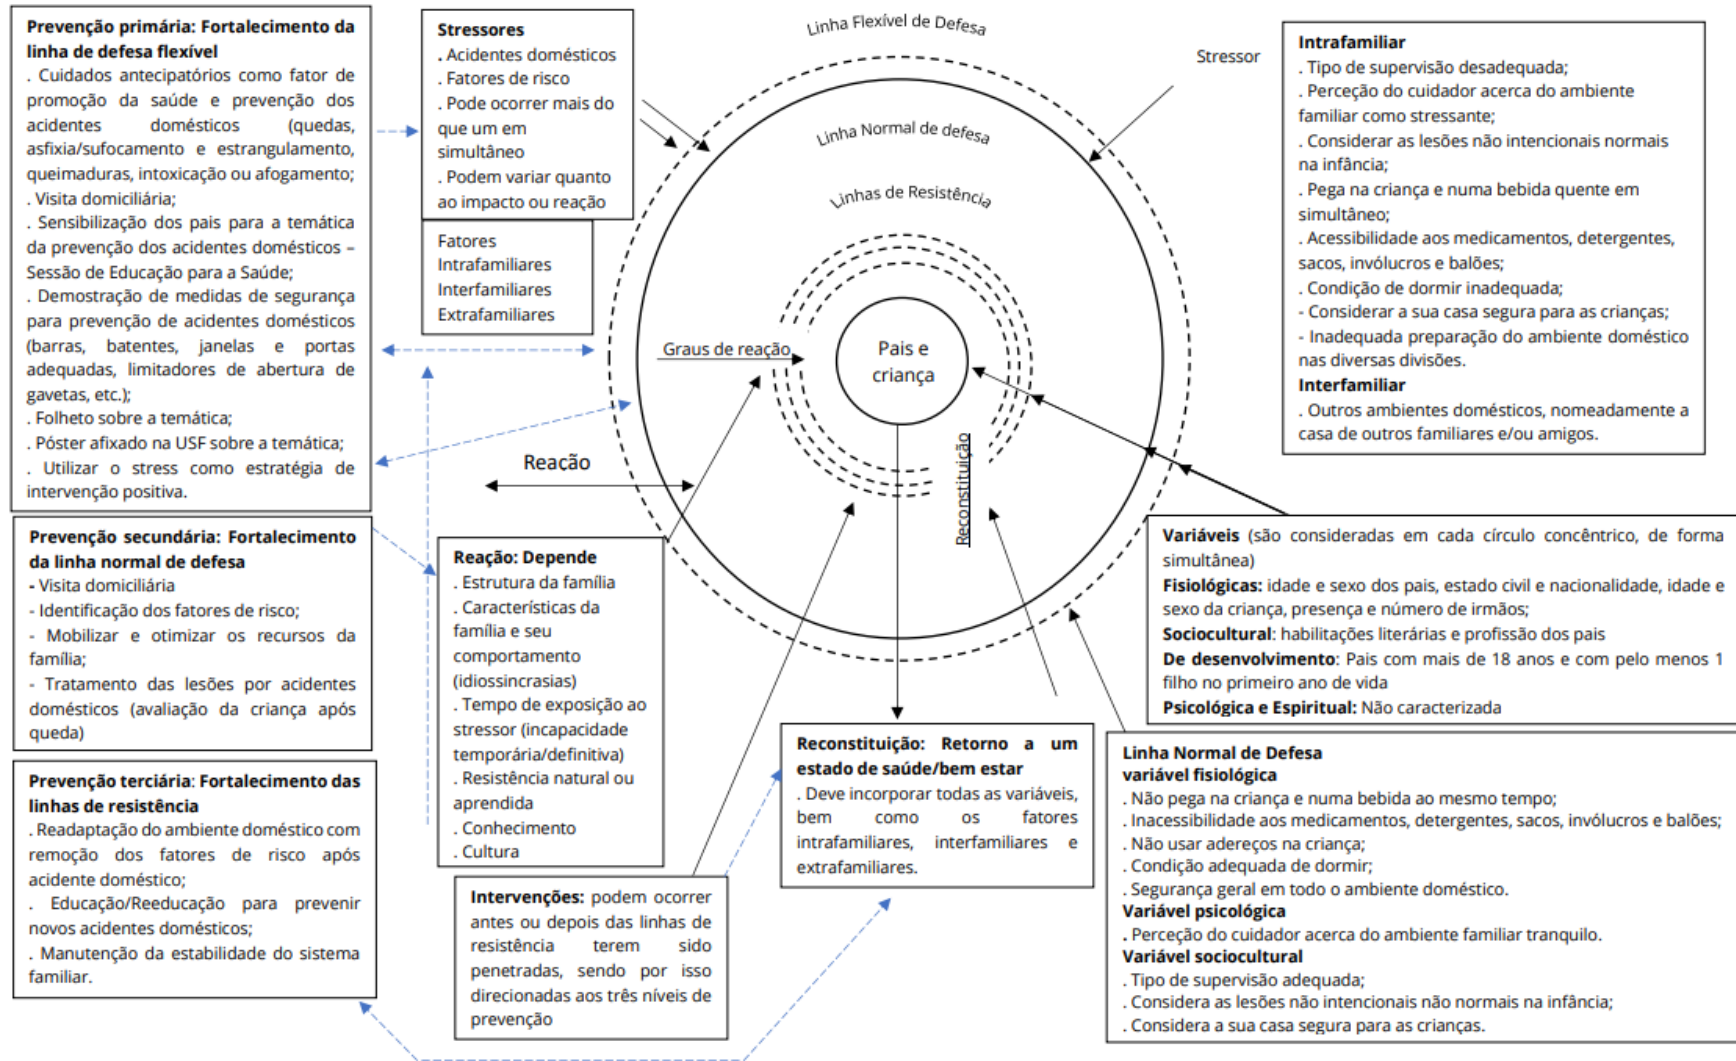 Prevenção primária: Fortalecimento da
linha de defesa flexível
. Cuidados antecipatórios como fator de
promoção da saúde e prevenção dos
acidentes domésticos (quedas,
asfixia/sufocamento e estrangulamento,
queimaduras, intoxicação ou afogamento;
. Visita domiciliária;
. Sensibilização dos pais para a temática
da prevenção dos acidentes domésticos –
Sessão de Educação para a Saúde;
. Demostração de medidas de segurança
para prevenção de acidentes domésticos
(barras, batentes, janelas e portas
adequadas, limitadores de abertura de
gavetas, etc.);
. Folheto sobre a temática;
. Póster afixado na USF sobre a temática;
. Utilizar o stress como estratégia de
intervenção positiva.
Prevenção secundária: Fortalecimento
da linha normal de defesa
- Visita domiciliária
- Identificação dos fatores de risco;
- Mobilizar e otimizar os recursos da
família;
- Tratamento das lesões por acidentes
domésticos (avaliação da criança após
queda)
Prevenção terciária: Fortalecimento das
linhas de resistência
. Readaptação do ambiente doméstico com
remoção dos fatores de risco após
acidente doméstico;
. Educação/Reeducação para prevenir
novos acidentes domésticos;
. Manutenção da estabilidade do sistema
familiar.
Stressores
. Acidentes domésticos
. Fatores de risco
. Pode ocorrer mais do
que um em
simultâneo
. Podem variar quanto
ao impacto ou reação
Fatores
Intrafamiliares
Interfamiliares
Extrafamiliares
Reação
Reação: Depende
. Estrutura da família
. Características da
família e seu
comportamento
(idiossincrasias)
. Tempo de exposição ao
stressor (incapacidade
temporária/definitiva)
. Resistência natural ou
aprendida
. Conhecimento
. Cultura
Intervenções: podem ocorrer
antes ou depois das linhas de
resistência terem sido
penetradas, sendo por isso
direcionadas aos três níveis de
prevenção
Linha Flexível de Defesa
Linha Normal de defesa
Linhas de Resistência
Graus de reação
Pais e
criança
Reconstituição
Reconstituição: Retorno a um
estado de saúde/bem estar
. Deve incorporar todas as variáveis,
bem como os fatores
intrafamiliares, interfamiliares e
extrafamiliares.
Stressor
Intrafamiliar
. Tipo de supervisão desadequada;
. Perceção do cuidador acerca do ambiente
familiar como stressante;
. Considerar as lesões não intencionais normais
na infância;
. Pega na criança e numa bebida quente em
simultâneo;
. Acessibilidade aos medicamentos, detergentes,
sacos, invólucros e balões;
. Condição de dormir inadequada;
- Considerar a sua casa segura para as crianças;
- Inadequada preparação do ambiente doméstico
nas diversas divisões.
Interfamiliar
. Outros ambientes domésticos, nomeadamente a
casa de outros familiares e/ou amigos.
Variáveis (são consideradas em cada círculo concêntrico, de forma
simultânea)
Fisiológicas: idade e sexo dos pais, estado civil e nacionalidade, idade e
sexo da criança, presença e número de irmãos;
Sociocultural: habilitações literárias e profissão dos pais
De desenvolvimento: Pais com mais de 18 anos e com pelo menos 1
filho no primeiro ano de vida
Psicológica e Espiritual: Não caracterizada
Linha Normal de Defesa
variável fisiológica
. Não pega na criança e numa bebida ao mesmo tempo;
. Inacessibilidade aos medicamentos, detergentes, sacos, invólucros e balões;
. Não usar adereços na criança;
. Condição adequada de dormir;
. Segurança geral em todo o ambiente doméstico.
Variável psicológica
. Perceção do cuidador acerca do ambiente familiar tranquilo.
Variável sociocultural
. Tipo de supervisão adequada;
. Considera as lesões não intencionais não normais na infância;
. Considera a sua casa segura para as crianças.